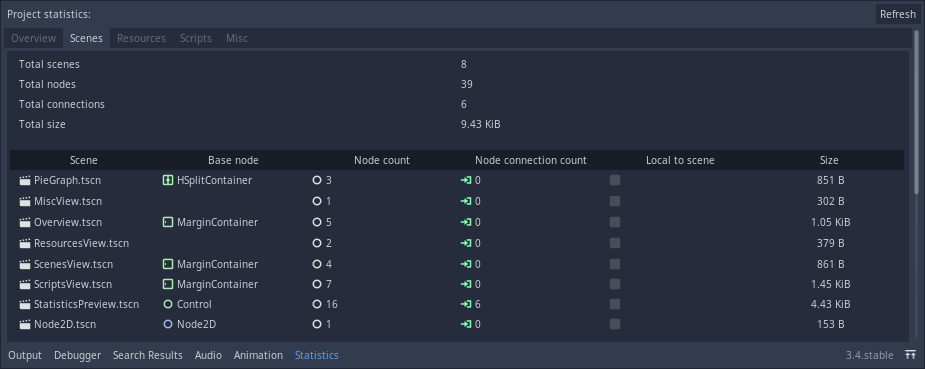 Project statistics: Refresh
Overview Scenes Resources Scripts Misc
Total scenes 8
Total nodes 39
Total connections 6
Total size 9.43 KiB
Scene Base node Node count Node connection count Local to scene Size
PieGraph.tscn HSplitContainer 3 0 851 B
MiscView.tscn 1 0 302 B
Overview.tscn MarginContainer 5 0 1.05 KiB
ResourcesView.tscn 2 0 379 B
ScenesView.tscn MarginContainer 4 0 861 B
ScriptsView.tscn MarginContainer 7 0 1.45 KiB
StatisticsPreview.tscn Control 16 6 4.43 KiB
Node2D.tscn Node2D 1 0 153 B
Output Debugger Search Results Audio Animation Statistics 3.4.stable